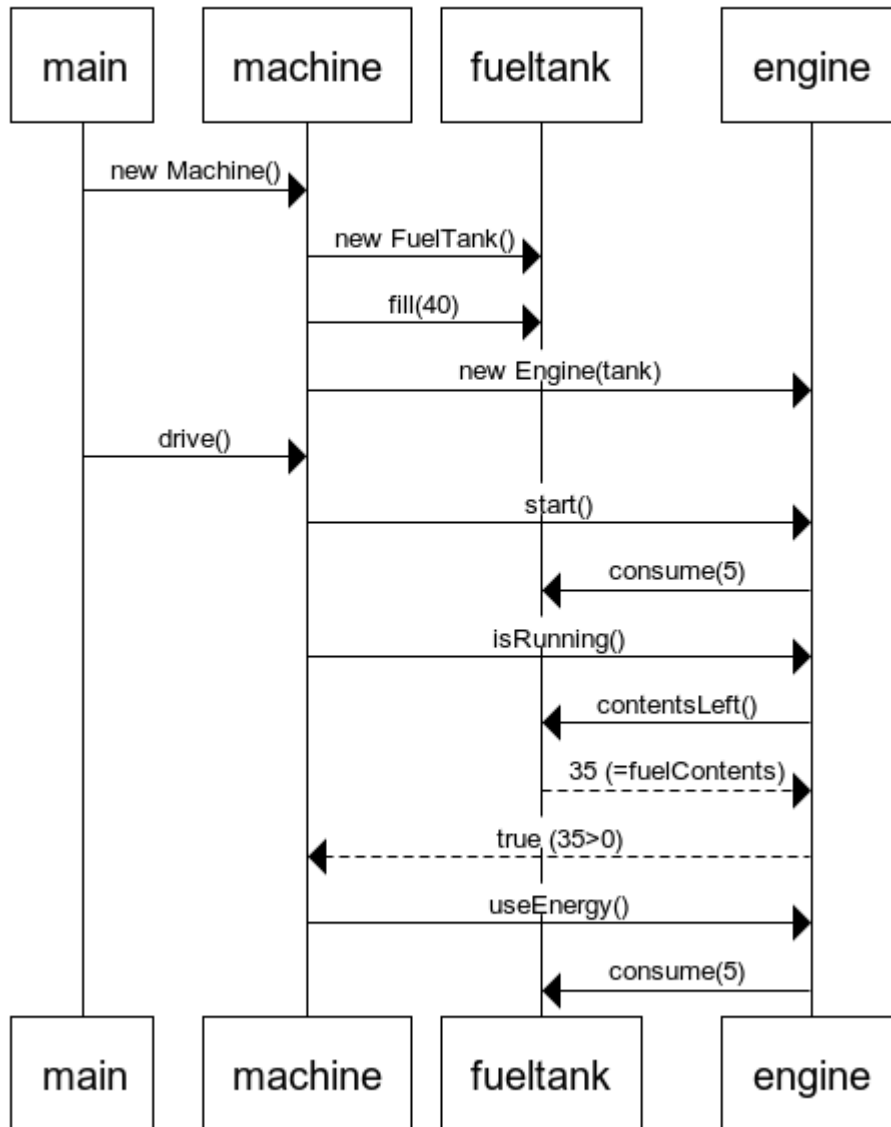 main machine fueltank engine
new Machine()
new FuelTank()
fill(40)
new Engine(tank)
drive()
start()
consume(5)
isRunning()
contentsLeft()
35 (=fuelContents)
true (35>0)
useEnergy()
consume(5)
main machine fueltank engine